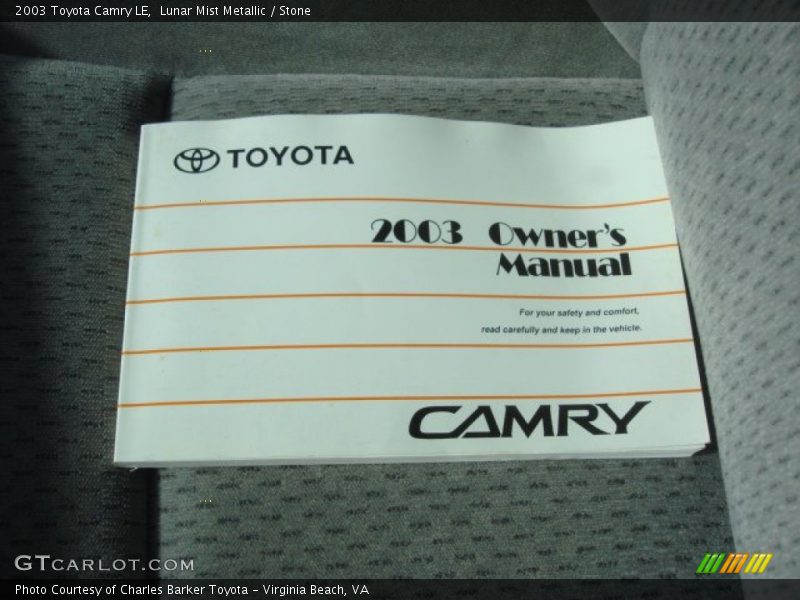 2003 Toyota Camry LE,  Lunar Mist Metallic / Stone
TOYOTA
2003 Owner's
Manual
For your safety and comfort,
read carefully and keep in the vehicle.
CAMRY
GTCARLOT.COM
Photo Courtesy of Charles Barker Toyota - Virginia Beach, VA